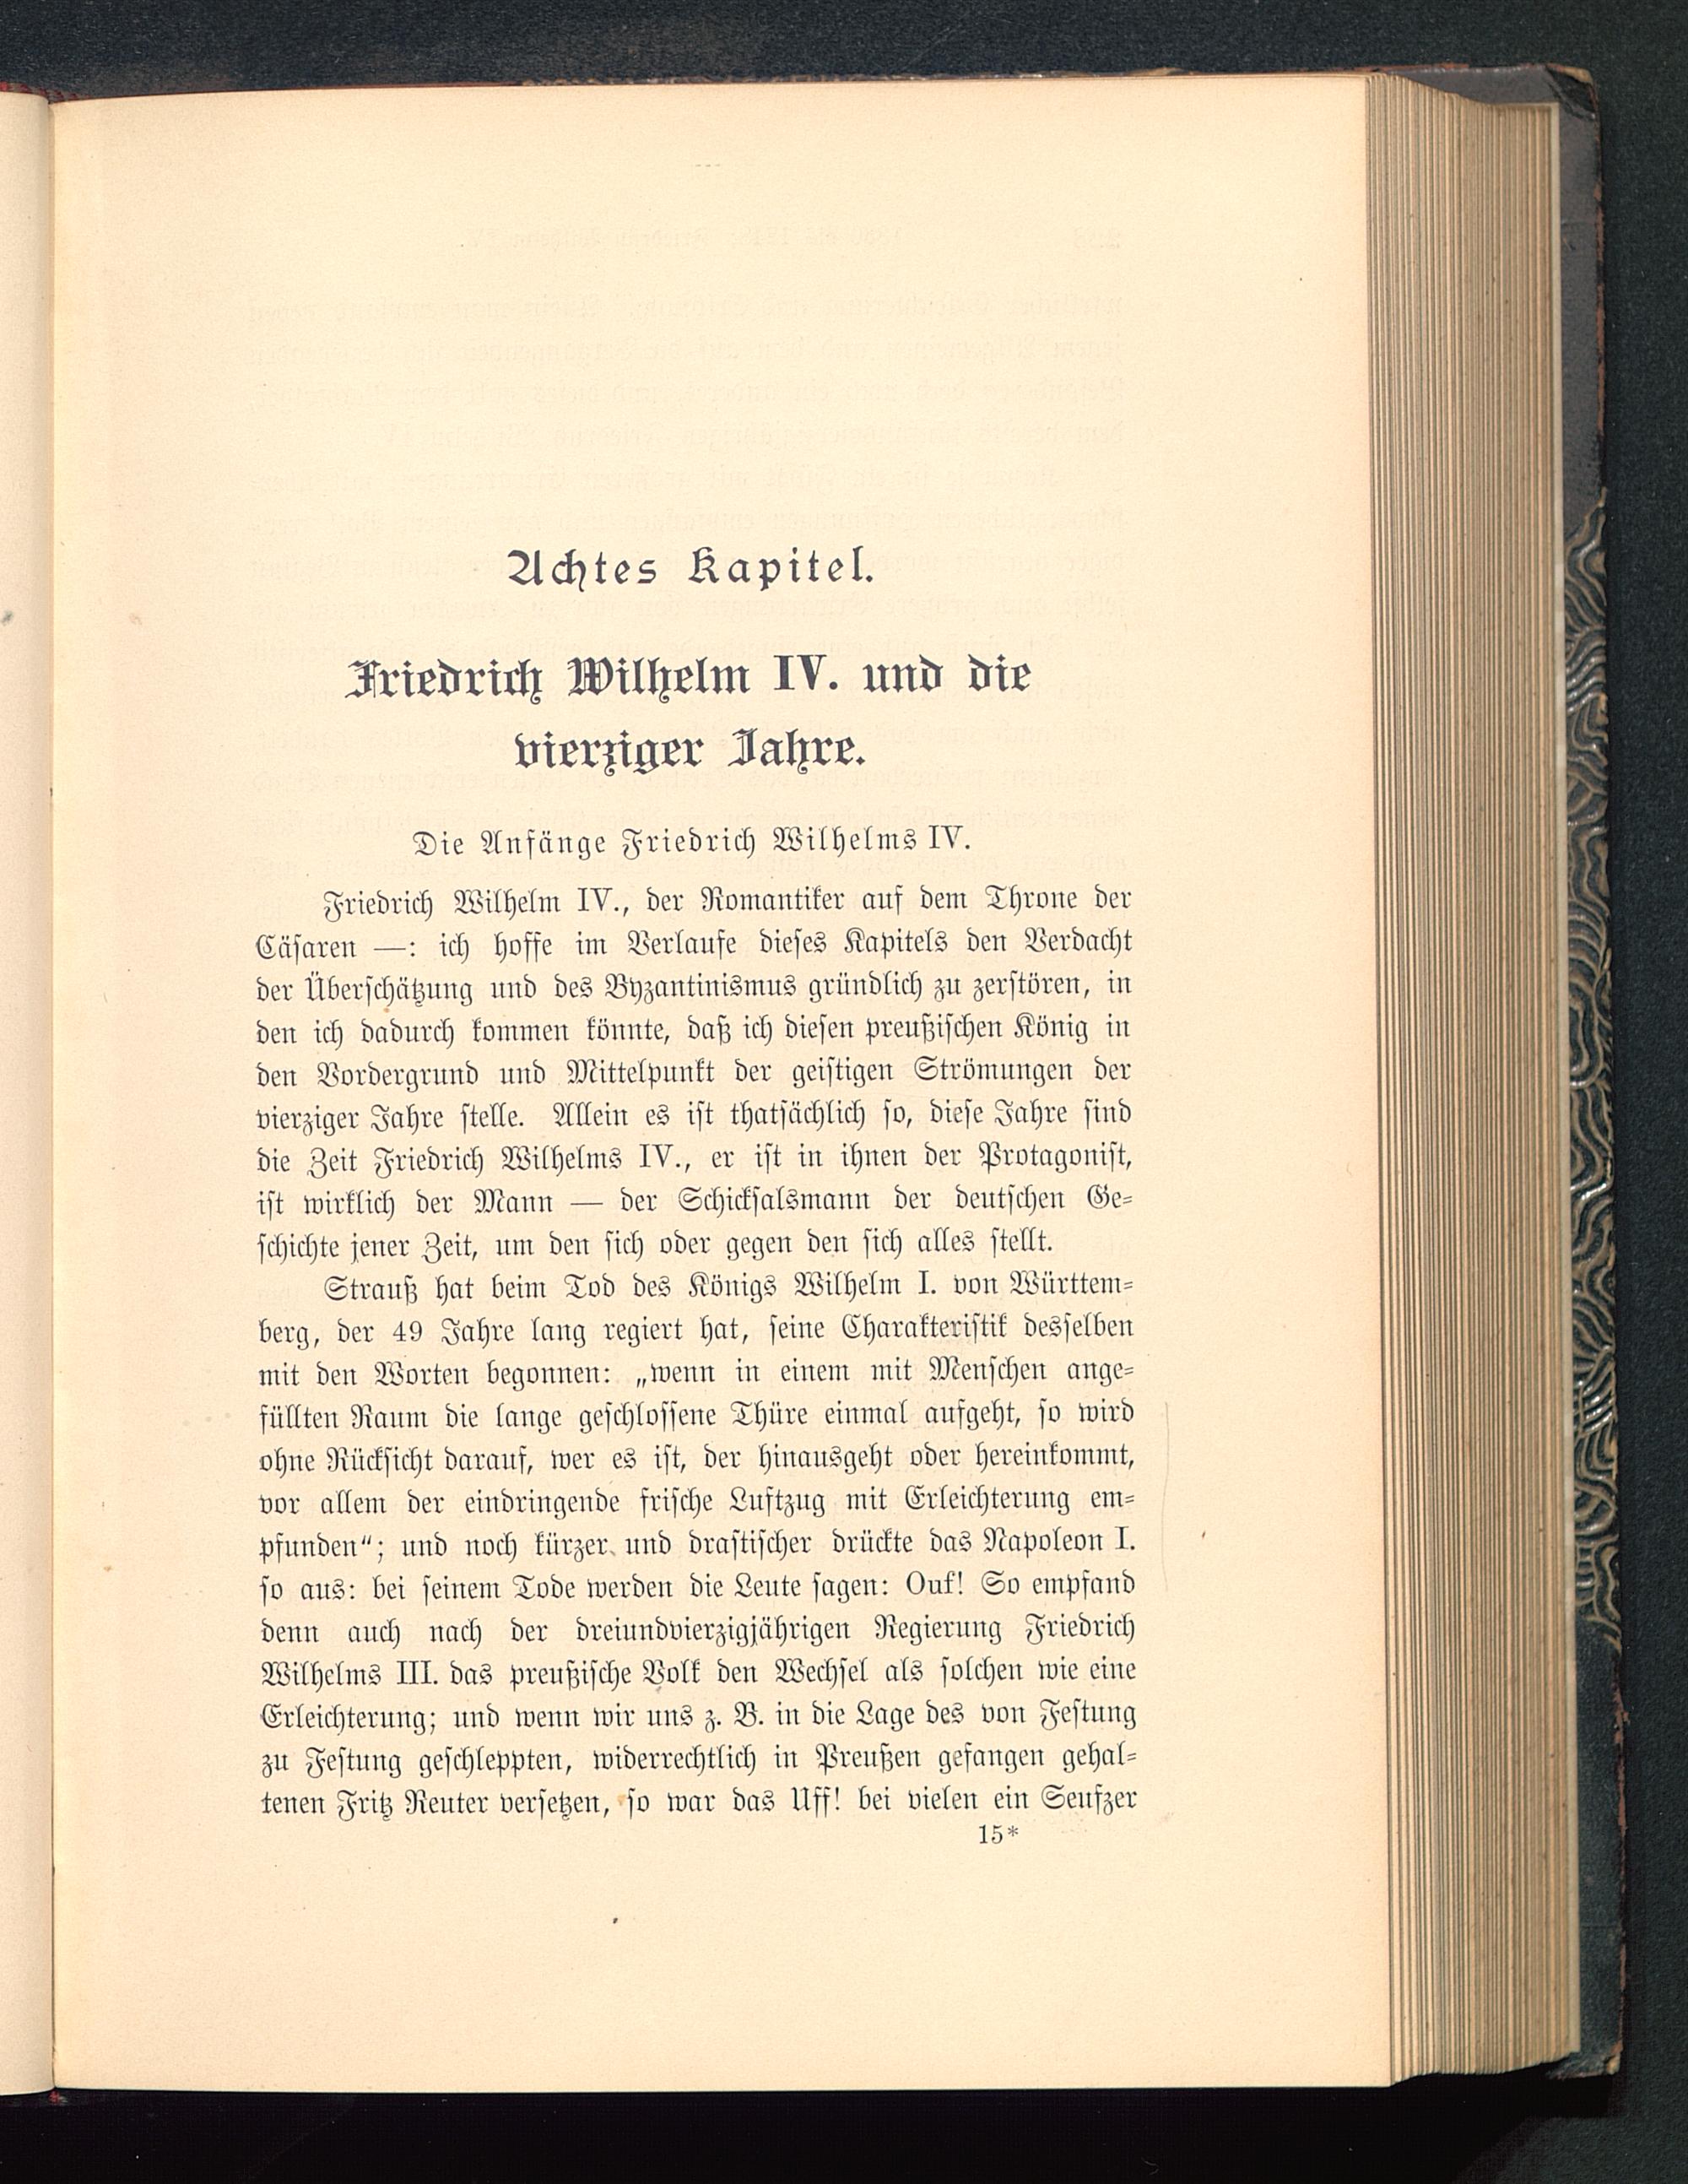 Achtes Kapitel.
Friedrich Wilhelm IV. und die
vierziger Jahre.
Die Anfänge Friedrich Wilhelms IV.
Friedrich Wilhelm IV., der Romantiker auf dem Throne der
Cäsaren —: ich hoffe im Verlaufe dieses Kapitels den Verdacht
der Überschätzung und des Byzantinismus gründlich zu zerstören, in
den ich dadurch kommen könnte, daß ich diesen preußischen König in
den Vordergrund und Mittelpunkt der geistigen Strömungen der
vierziger Jahre stelle. Allein es ist thatsächlich so, diese Jahre sind
die Zeit Friedrich Wilhelms IV., er ist in ihnen der Protagonist,
ist wirklich der Mann — der Schicksalsmann der deutschen Ge-
schichte jener Zeit, um den sich oder gegen den sich alles stellt.
Strauß hat beim Tod des Königs Wilhelm I. von Württem-
berg, der 49 Jahre lang regiert hat, seine Charakteristik desselben
mit den Worten begonnen: „wenn in einem mit Menschen ange-
füllten Raum die lange geschlossene Thüre einmal aufgeht, so wird
ohne Rücksicht darauf, wer es ist, der hinausgeht oder hereinkommt,
vor allem der eindringende frische Luftzug mit Erleichterung em-
pfunden“; und noch kürzer und drastischer drückte das Napoleon I.
so aus: bei seinem Tode werden die Leute sagen: Ouf! So empfand
denn auch nach der dreiundvierzigjährigen Regierung Friedrich
Wilhelms III. das preußische Volk den Wechsel als solchen wie eine
Erleichterung; und wenn wir uns z. B. in die Lage des von Festung
zu Festung geschleppten, widerrechtlich in Preußen gefangen gehal-
tenen Fritz Reuter versetzen, so war das Uff! bei vielen ein Seufzer
15*